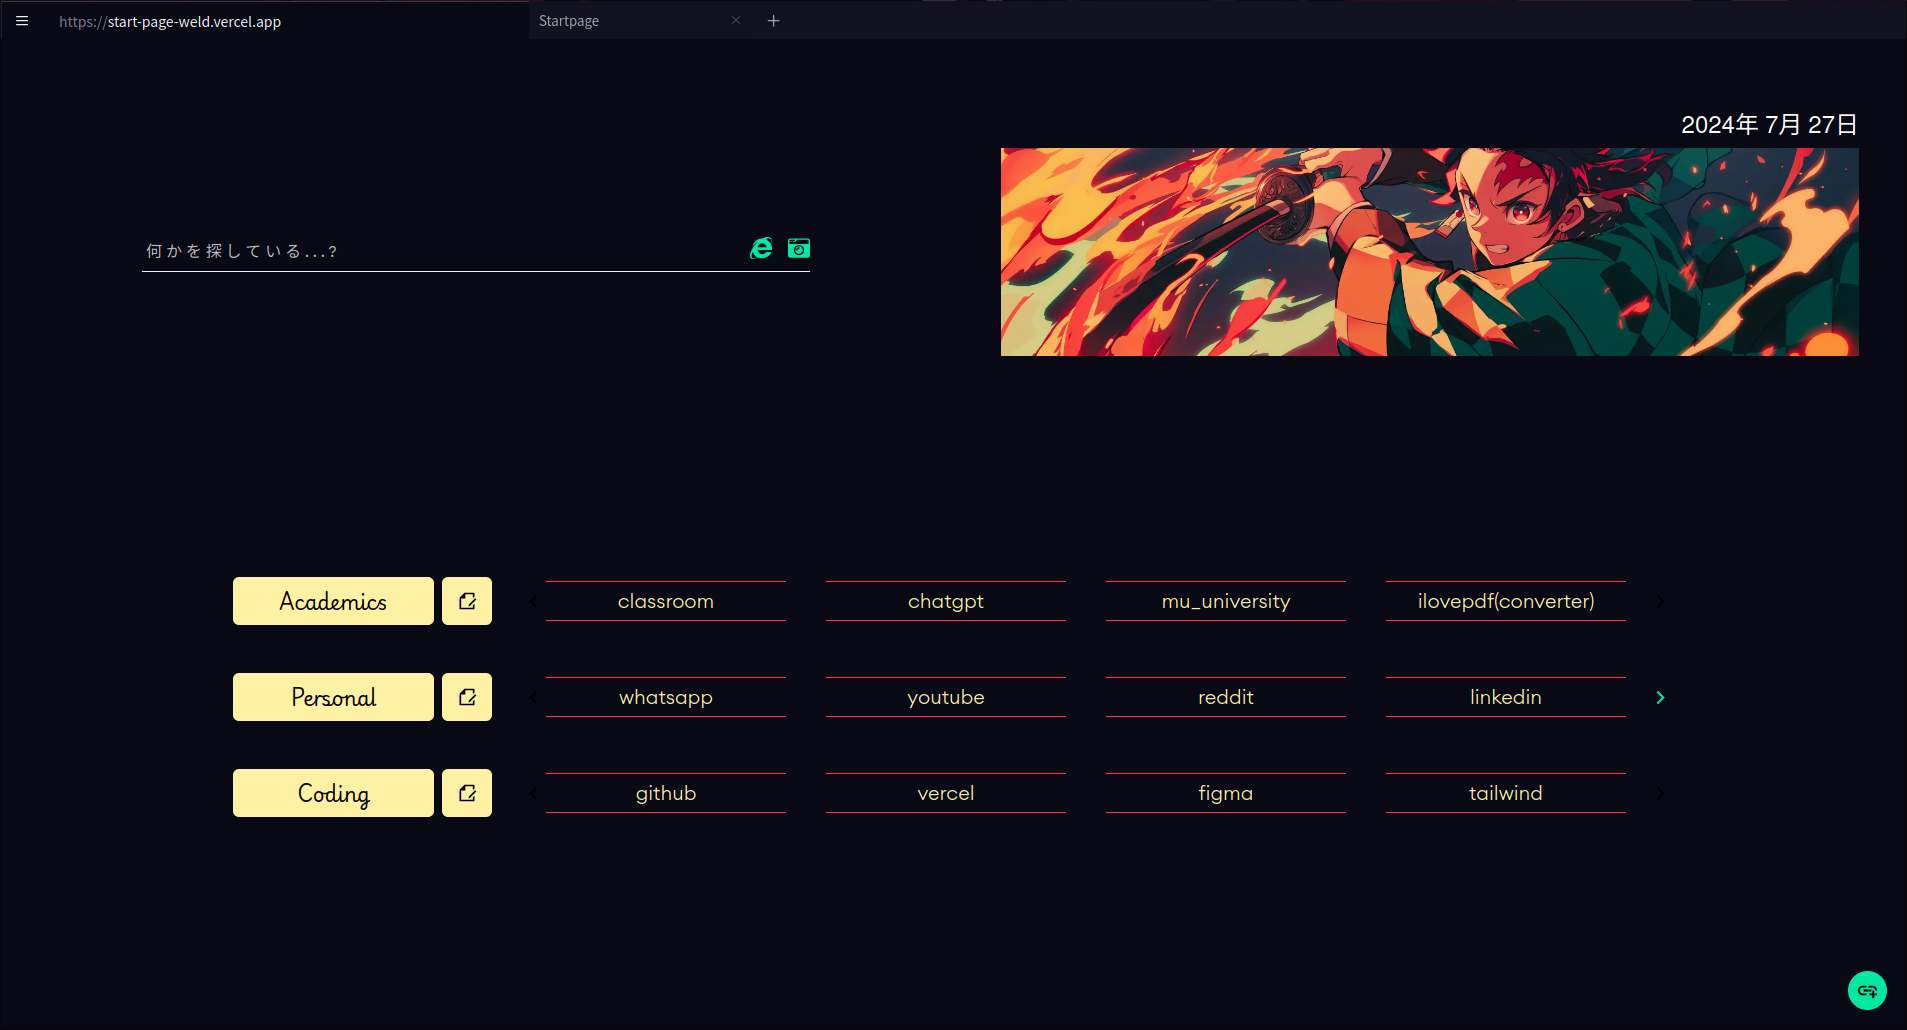 https://start-page-weld.vercel.app
Startpage
2024年 7月 27日
何かを探している...?
Academics
classroom
chatgpt
mu_university
ilovepdf(converter)
Personal
whatsapp
youtube
reddit
linkedin
Coding
github
vercel
figma
tailwind